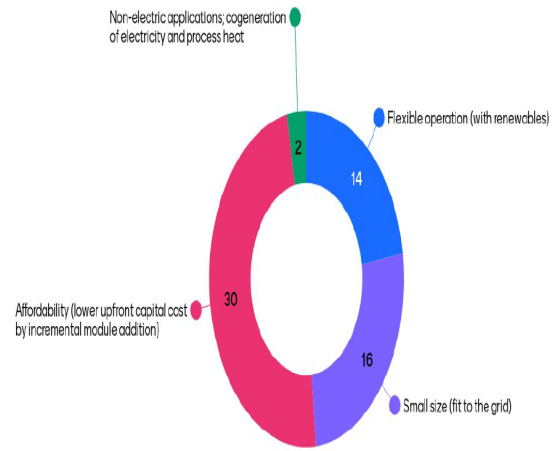 Non-electric applications; cogeneration
of electricity and process heat
Flexible operation (with renewables)
2
14
30
Affordability (lower upfront capital cost
by incremental module addition)
16
Small size (fit to the grid)